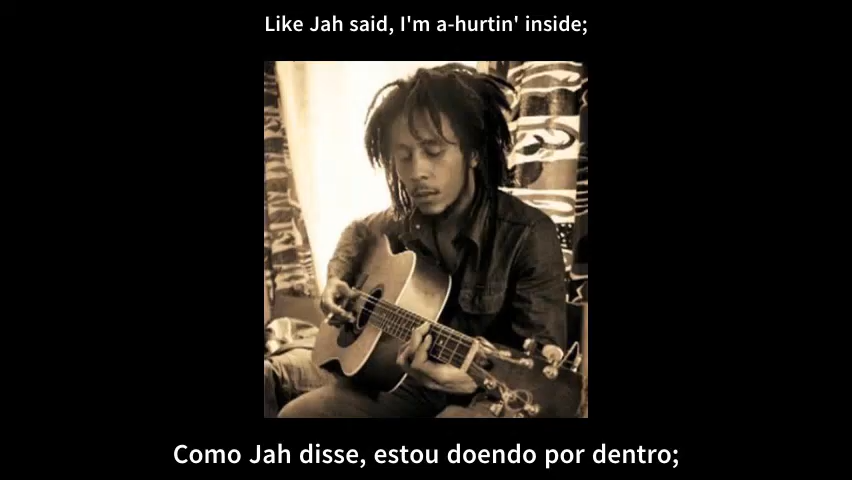 Like Jah said, I'm a-hurtin' inside;
Como Jah disse, estou doendo por dentro;